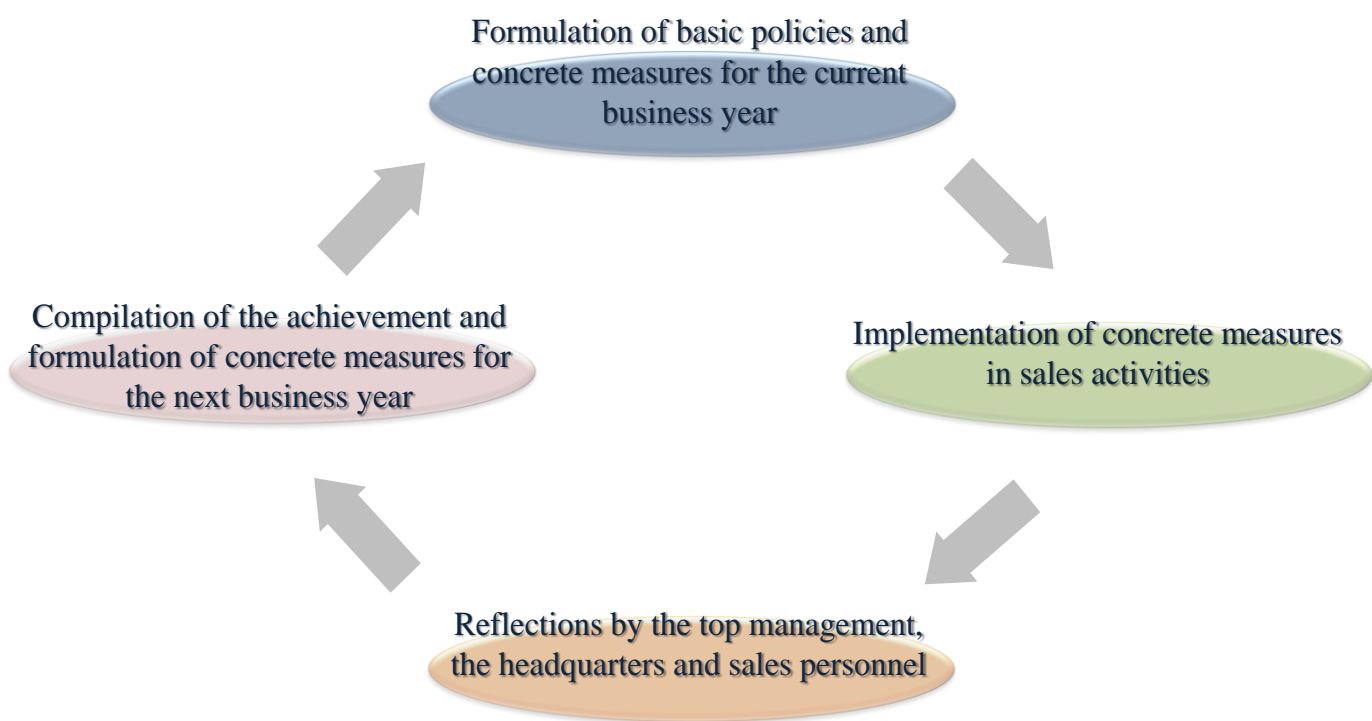 Formulation of basic policies and
concrete measures for the current
business year
Compilation of the achievement and
formulation of concrete measures for
the next business year
Implementation of concrete measures
in sales activities
Reflections by the top management,
the headquarters and sales personnel